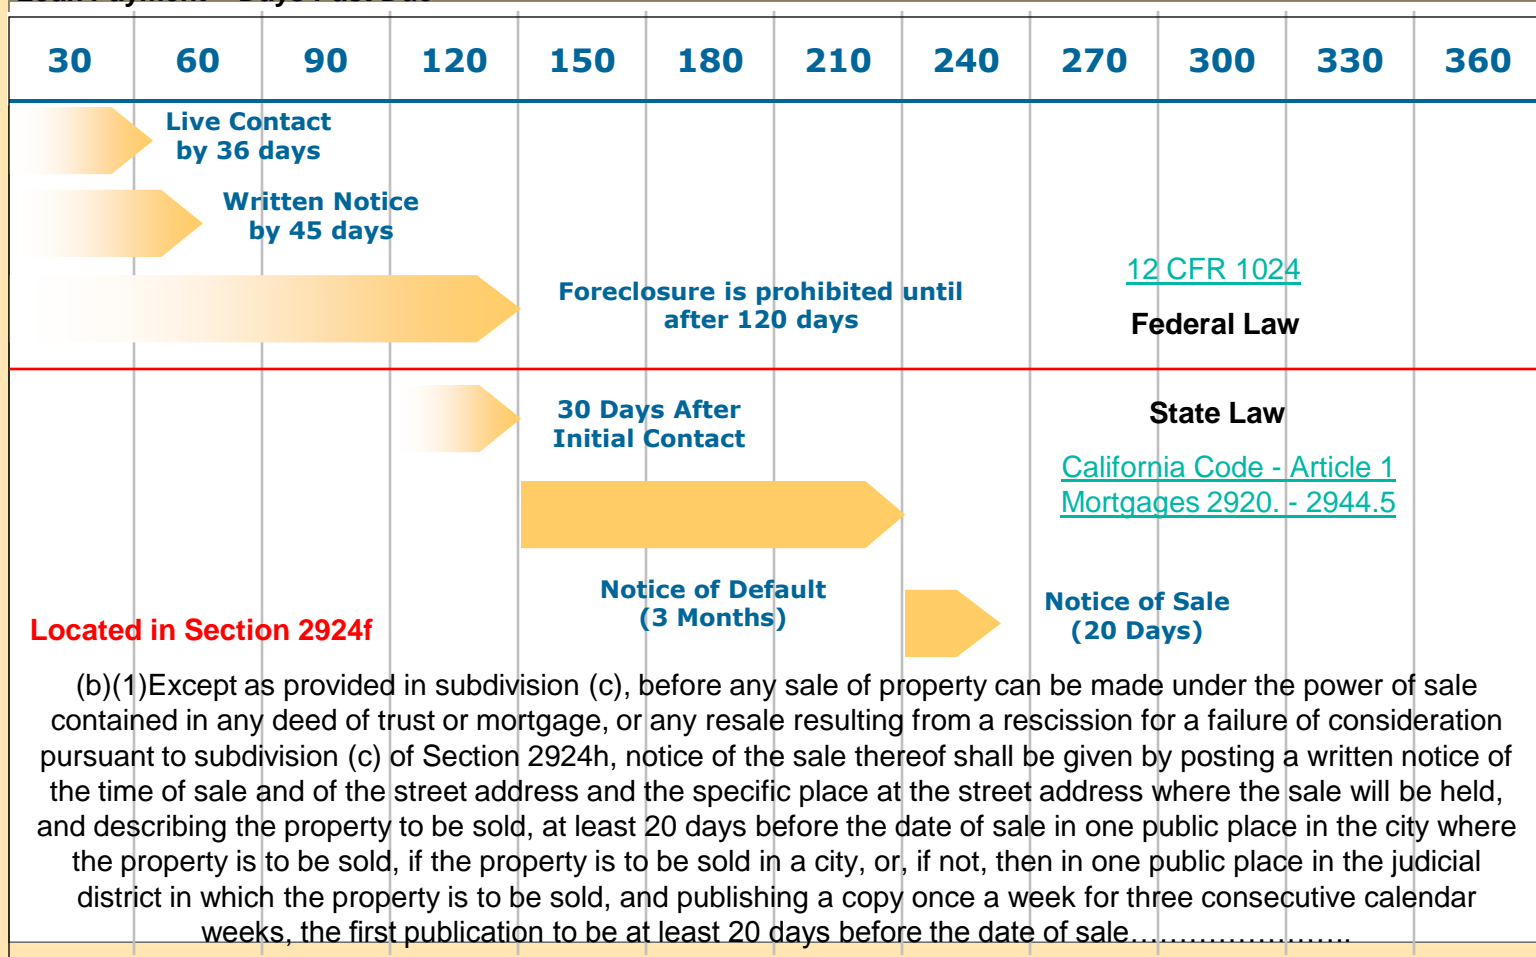 Loan Payment - Days Past Due
30 60 90 120 150 180 210 240 270 300 330 360
Live Contact
by 36 days
Written Notice
by 45 days
Foreclosure is prohibited until
after 120 days
12 CFR 1024
Federal Law
30 Days After
Initial Contact
State Law
California Code - Article 1
Mortgages 2920. - 2944.5
Notice of Default
(3 Months)
Notice of Sale
(20 Days)
Located in Section 2924f
(b)(1)Except as provided in subdivision (c), before any sale of property can be made under the power of sale
contained in any deed of trust or mortgage, or any resale resulting from a rescission for a failure of consideration
pursuant to subdivision (c) of Section 2924h, notice of the sale thereof shall be given by posting a written notice of
the time of sale and of the street address and the specific place at the street address where the sale will be held,
and describing the property to be sold, at least 20 days before the date of sale in one public place in the city where
the property is to be sold, if the property is to be sold in a city, or, if not, then in one public place in the judicial
district in which the property is to be sold, and publishing a copy once a week for three consecutive calendar
weeks, the first publication to be at least 20 days before the date of sale…………………..